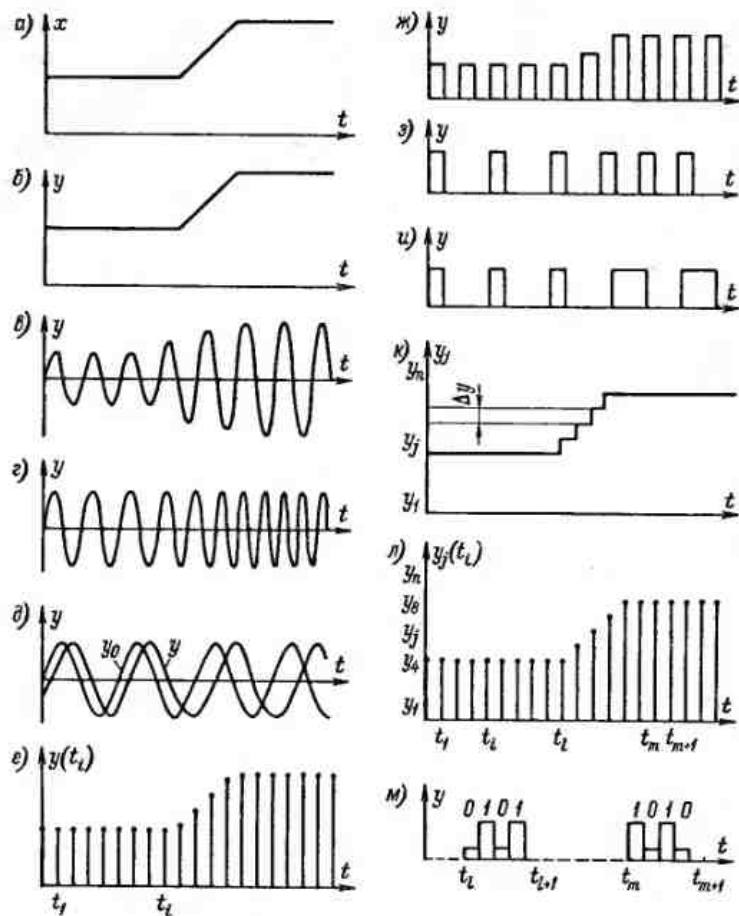 а) x
t
б) y
t
в) y
t
г) y
t
д) y
y₀ y
t
е) y(tᵢ)
t₁ tᵢ
t
ж) y
t
з) y
t
и) y
t
к) yⱼ
yₙ
Δy
yⱼ
y₁
t
л) yⱼ(tᵢ)
yₙ
y₈
yⱼ
y₄
y₁
t
t₁ tᵢ tₗ tₘ tₘ₊₁
м) y
0 1 0 1 1 0 1 0
t
tₗ tₗ₊₁ tₘ tₘ₊₁